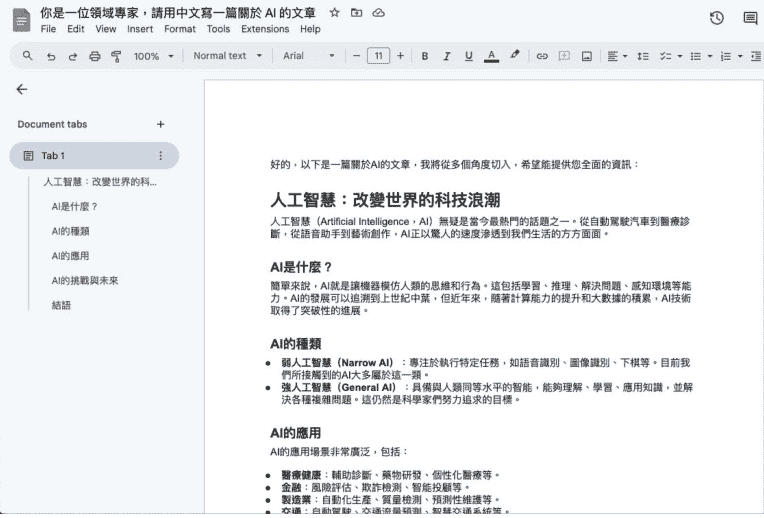 你是一位領域專家,請用中文寫一篇關於 AI 的文章
File Edit View Insert Format Tools Extensions Help
100% Normal text Arial − 11 + B I U A
Document tabs +
Tab 1
人工智慧:改變世界的科...
AI是什麼?
AI的種類
AI的應用
AI的挑戰與未來
結語
好的,以下是一篇關於AI的文章,我將從多個角度切入,希望能提供您全面的資訊:
人工智慧:改變世界的科技浪潮
人工智慧(Artificial Intelligence,AI)無疑是當今最熱門的話題之一。從自動駕駛汽車到醫療診
斷,從語音助手到藝術創作,AI正以驚人的速度滲透到我們生活的方方面面。
AI是什麼?
簡單來說,AI就是讓機器模仿人類的思維和行為。這包括學習、推理、解決問題、感知環境等能
力。AI的發展可以追溯到上世紀中葉,但近年來,隨著計算能力的提升和大數據的積累,AI技術
取得了突破性的進展。
AI的種類
● 弱人工智慧(Narrow AI):專注於執行特定任務,如語音識別、圖像識別、下棋等。目前我
們所接觸到的AI大多屬於這一類。
● 強人工智慧(General AI):具備與人類同等水平的智能,能夠理解、學習、應用知識,並解
決各種複雜問題。這仍然是科學家們努力追求的目標。
AI的應用
AI的應用場景非常廣泛,包括:
● 醫療健康:輔助診斷、藥物研發、個性化醫療等。
● 金融:風險評估、欺詐檢測、智能投顧等。
● 製造業:自動化生產、質量檢測、預測性維護等。
● 交通:自動駕駛、交通流量預測、智慧交通系統等。